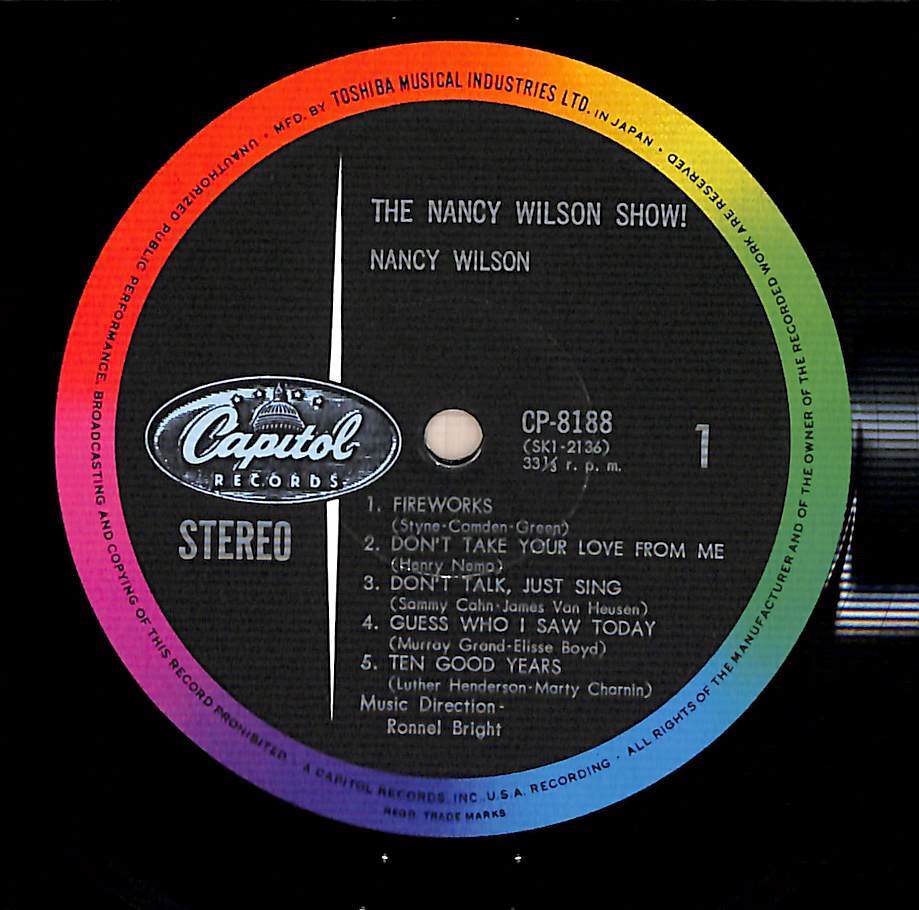 MFD. BY TOSHIBA MUSICAL INDUSTRIES LTD. IN JAPAN · ALL RIGHTS OF THE MANUFACTURER AND OF THE OWNER OF THE RECORDED WORK ARE RESERVED · UNAUTHORIZED PUBLIC PERFORMANCE, BROADCASTING AND COPYING OF THIS RECORD PROHIBITED ·
THE NANCY WILSON SHOW!
NANCY WILSON
Capitol
RECORDS
STEREO
CP-8188
(SK1-2136)
33⅓ r. p. m.
1
1. FIREWORKS
(Styne-Comden-Green)
2. DON'T TAKE YOUR LOVE FROM ME
(Henry Nemo)
3. DON'T TALK, JUST SING
(Sammy Cahn-James Van Heusen)
4. GUESS WHO I SAW TODAY
(Murray Grand-Elisse Boyd)
5. TEN GOOD YEARS
(Luther Henderson-Marty Charnin)
Music Direction-
Ronnel Bright
A CAPITOL RECORDS, INC., U.S.A. RECORDING ·
REGD. TRADE MARKS